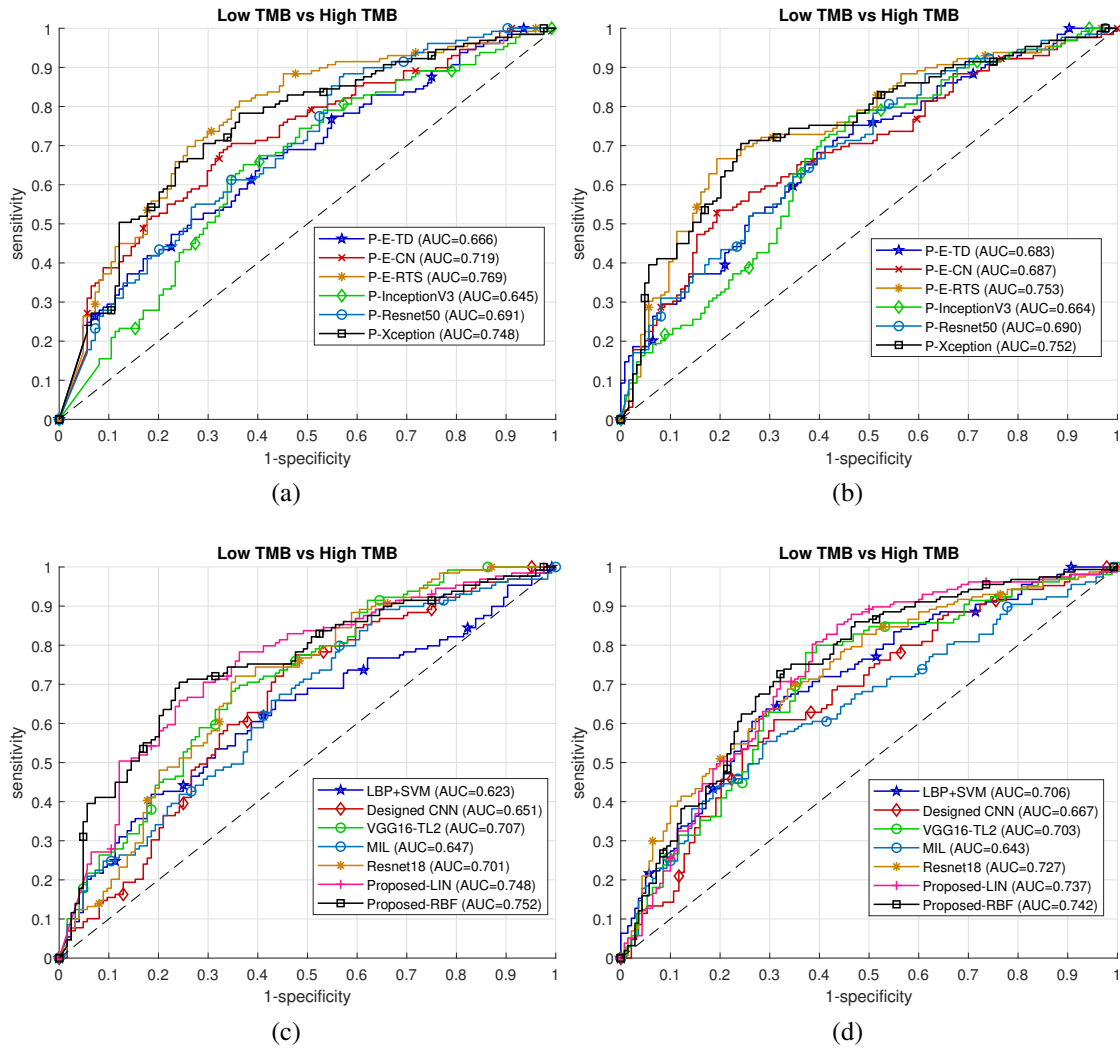 Low TMB vs High TMB
1
0.9
0.8
0.7
0.6
0.5
0.4
0.3
0.2
0.1
0
sensitivity
P-E-TD (AUC=0.666)
P-E-CN (AUC=0.719)
P-E-RTS (AUC=0.769)
P-InceptionV3 (AUC=0.645)
P-Resnet50 (AUC=0.691)
P-Xception (AUC=0.748)
0 0.1 0.2 0.3 0.4 0.5 0.6 0.7 0.8 0.9 1
1-specificity
(a)
Low TMB vs High TMB
1
0.9
0.8
0.7
0.6
0.5
0.4
0.3
0.2
0.1
0
sensitivity
P-E-TD (AUC=0.683)
P-E-CN (AUC=0.687)
P-E-RTS (AUC=0.753)
P-InceptionV3 (AUC=0.664)
P-Resnet50 (AUC=0.690)
P-Xception (AUC=0.752)
0 0.1 0.2 0.3 0.4 0.5 0.6 0.7 0.8 0.9 1
1-specificity
(b)
Low TMB vs High TMB
1
0.9
0.8
0.7
0.6
0.5
0.4
0.3
0.2
0.1
0
sensitivity
LBP+SVM (AUC=0.623)
Designed CNN (AUC=0.651)
VGG16-TL2 (AUC=0.707)
MIL (AUC=0.647)
Resnet18 (AUC=0.701)
Proposed-LIN (AUC=0.748)
Proposed-RBF (AUC=0.752)
0 0.1 0.2 0.3 0.4 0.5 0.6 0.7 0.8 0.9 1
1-specificity
(c)
Low TMB vs High TMB
1
0.9
0.8
0.7
0.6
0.5
0.4
0.3
0.2
0.1
0
sensitivity
LBP+SVM (AUC=0.706)
Designed CNN (AUC=0.667)
VGG16-TL2 (AUC=0.703)
MIL (AUC=0.643)
Resnet18 (AUC=0.727)
Proposed-LIN (AUC=0.737)
Proposed-RBF (AUC=0.742)
0 0.1 0.2 0.3 0.4 0.5 0.6 0.7 0.8 0.9 1
1-specificity
(d)